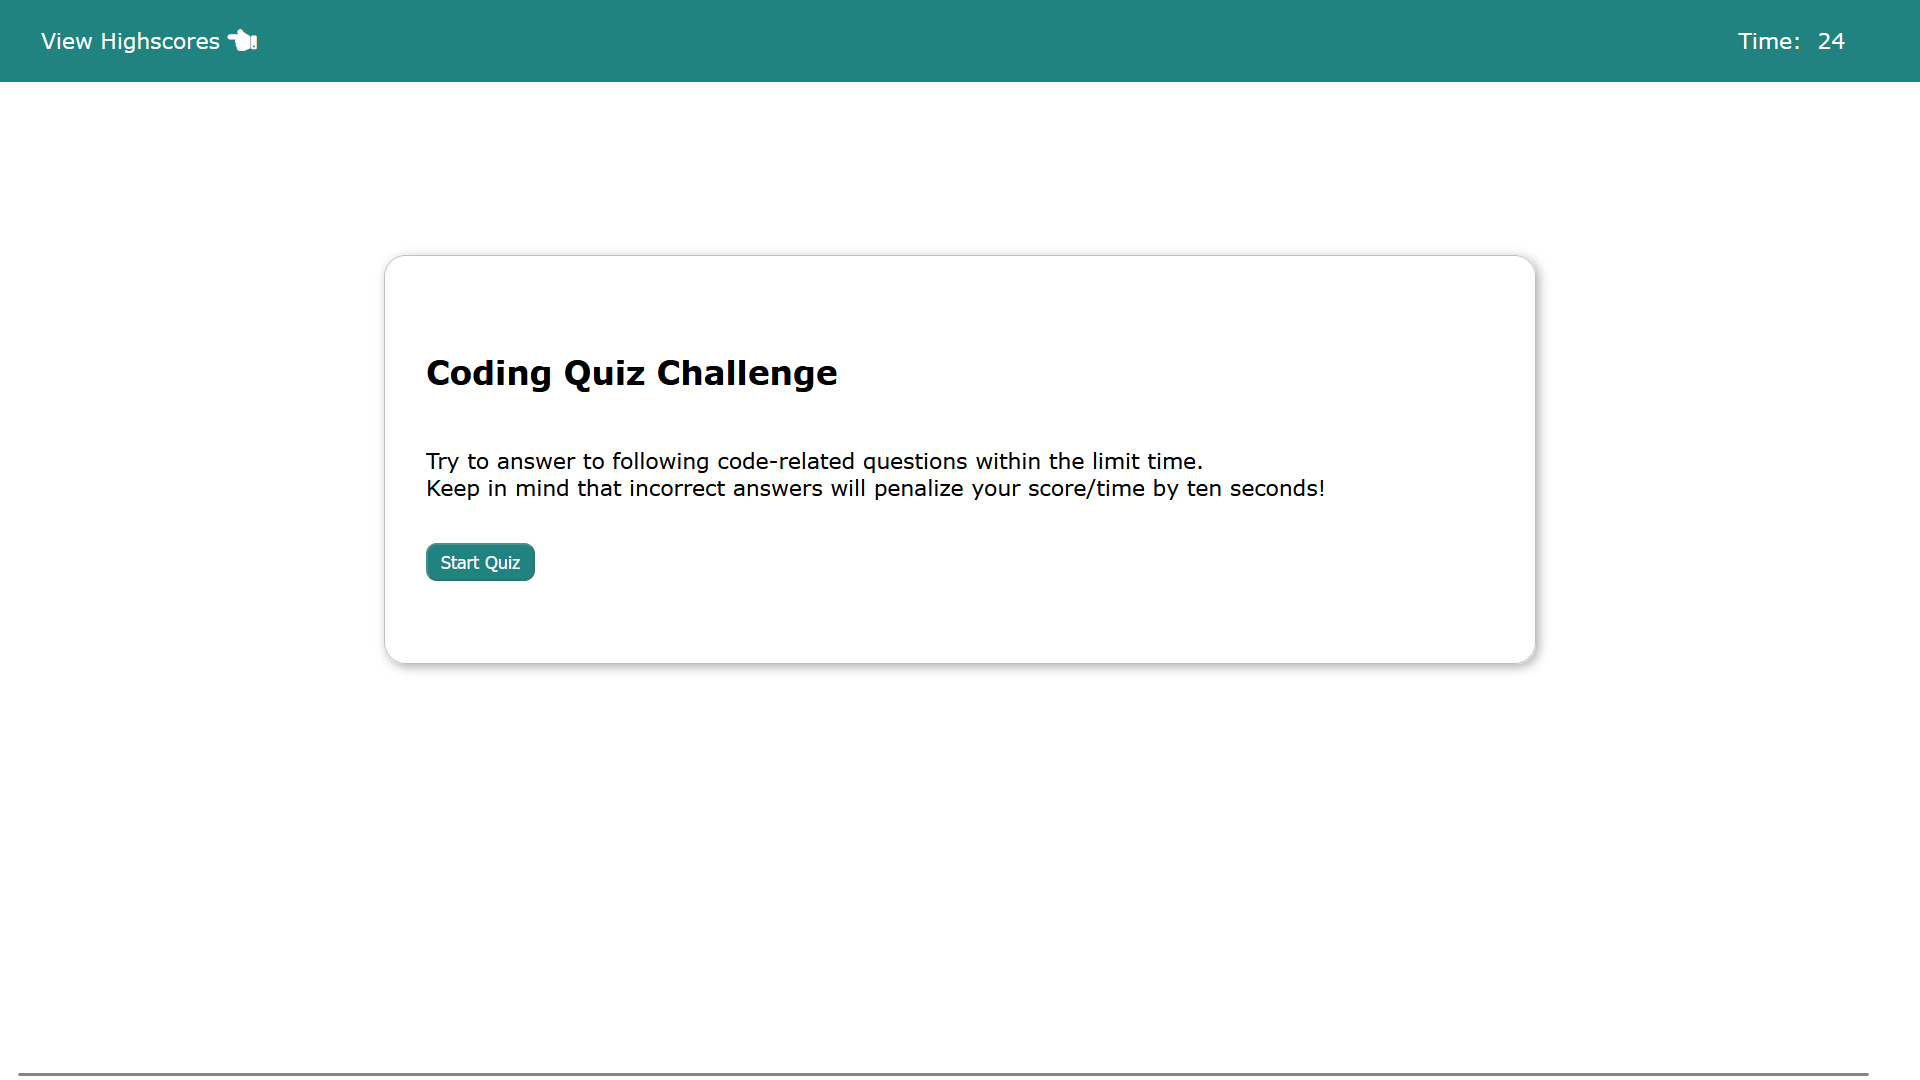 View Highscores
Time: 24
Coding Quiz Challenge
Try to answer to following code-related questions within the limit time.
Keep in mind that incorrect answers will penalize your score/time by ten seconds!
Start Quiz